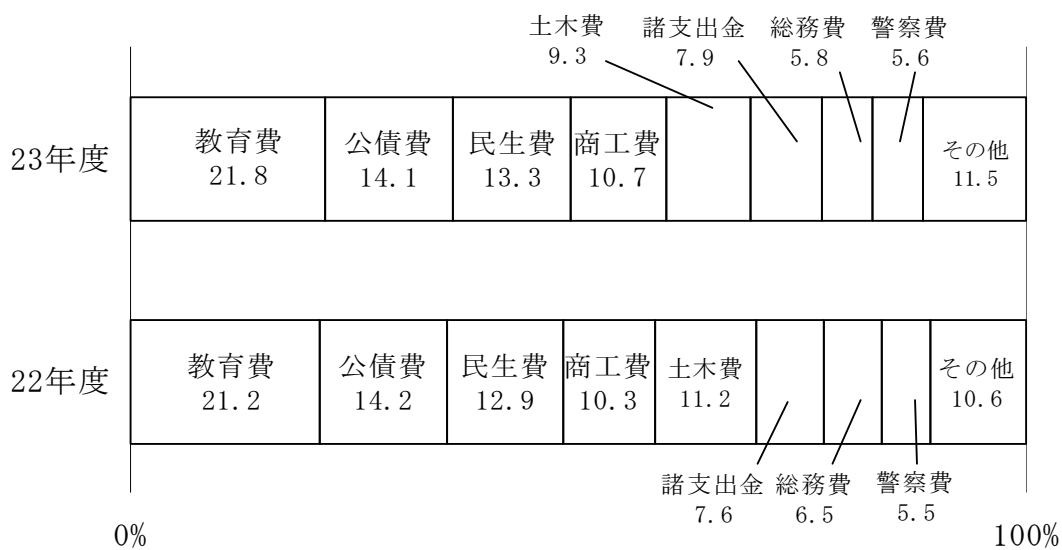 土木費 諸支出金 総務費 警察費
9.3 7.9 5.8 5.6
23年度
教育費 公債費 民生費 商工費 その他
21.8 14.1 13.3 10.7 11.5
22年度
教育費 公債費 民生費 商工費 土木費 その他
21.2 14.2 12.9 10.3 11.2 10.6
諸支出金 総務費 警察費
7.6 6.5 5.5
0% 100%